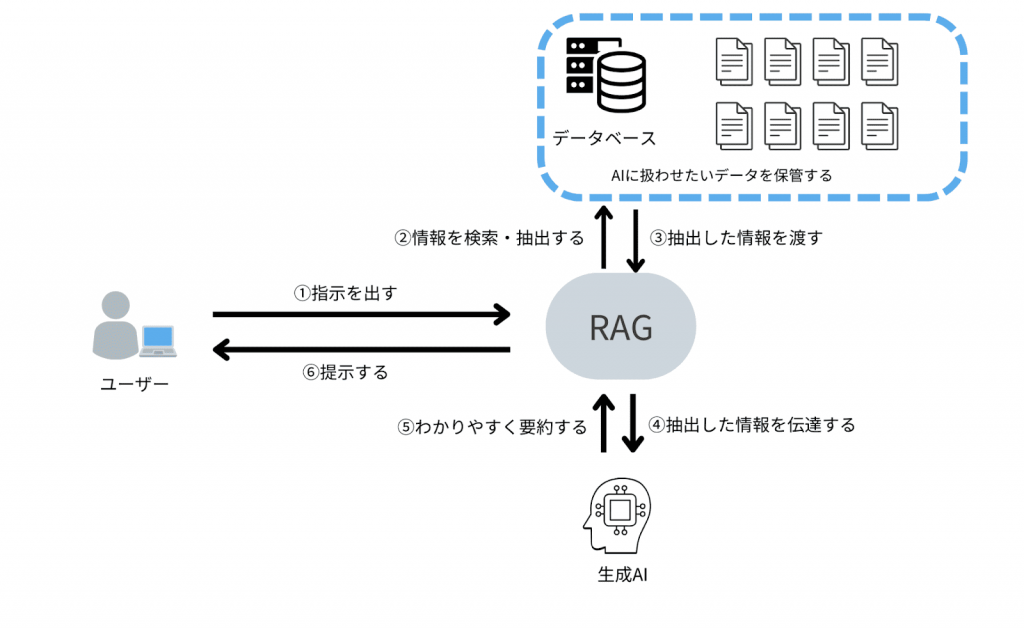 データベース
AIに扱わせたいデータを保管する
②情報を検索・抽出する
③抽出した情報を渡す
①指示を出す
RAG
⑥提示する
ユーザー
⑤わかりやすく要約する
④抽出した情報を伝達する
生成AI